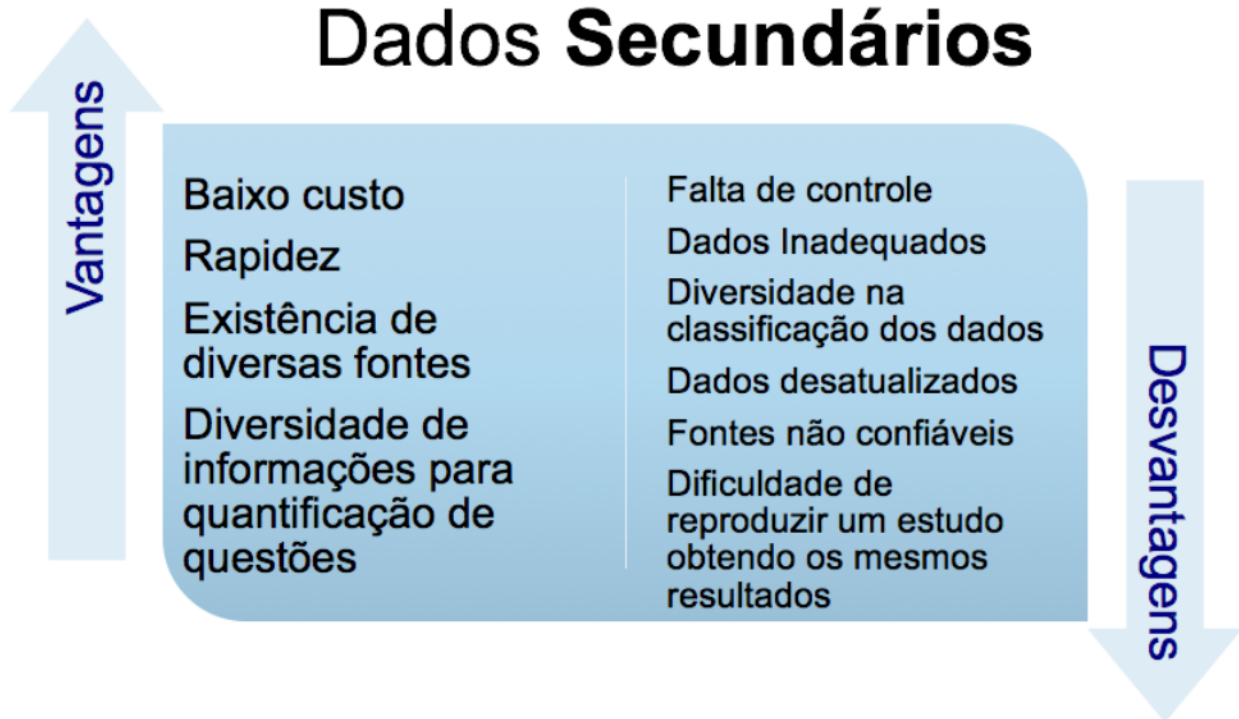 Dados Secundários
Vantagens
Baixo custo
Rapidez
Existência de
diversas fontes
Diversidade de
informações para
quantificação de
questões
Falta de controle
Dados Inadequados
Diversidade na
classificação dos dados
Dados desatualizados
Fontes não confiáveis
Dificuldade de
reproduzir um estudo
obtendo os mesmos
resultados
Desvantagens